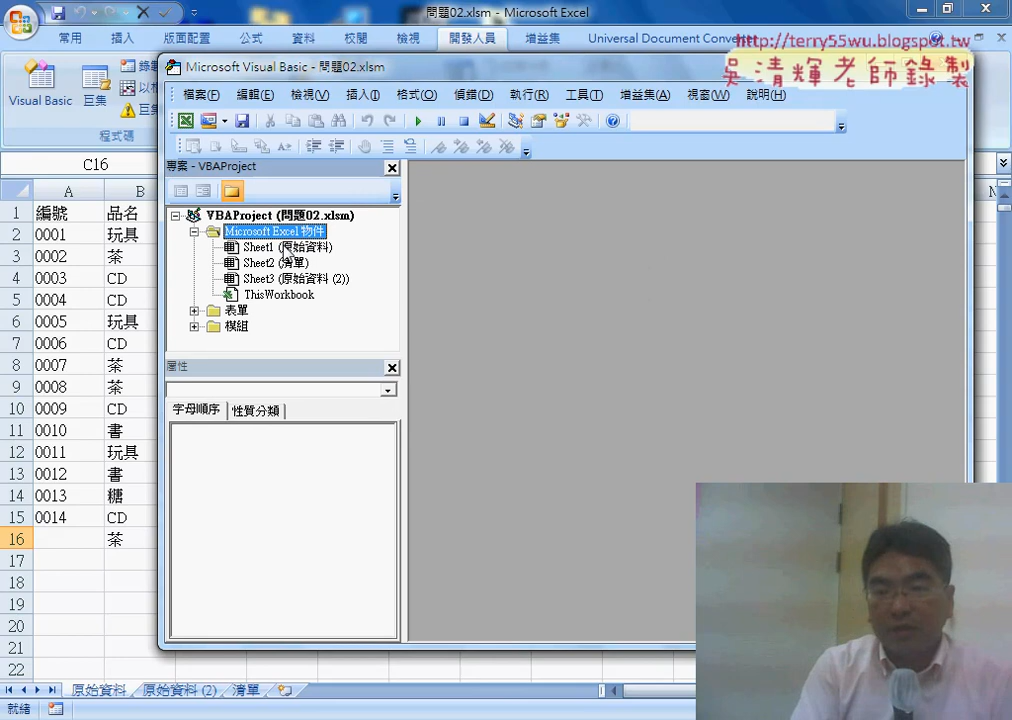 問題02.xlsm - Microsoft Excel
常用 插入 版面配置 公式 資料 校閱 檢視 開發人員 增益集 Universal Document Conve
http://terry55wu.blogspot.tw
吳清輝老師錄製
Visual Basic
巨集
程式碼
C16
A B N
1 編號 品名
2 0001 玩具
3 0002 茶
4 0003 CD
5 0004 CD
6 0005 玩具
7 0006 CD
8 0007 茶
9 0008 茶
10 0009 CD
11 0010 書
12 0011 玩具
13 0012 書
14 0013 糖
15 0014 CD
16 茶
17
18
19
20
21
22
Microsoft Visual Basic - 問題02.xlsm
檔案(F) 編輯(E) 檢視(V) 插入(I) 格式(O) 偵錯(D) 執行(R) 工具(T) 增益集(A) 視窗(W) 說明(H)
專案 - VBAProject
VBAProject (問題02.xlsm)
Microsoft Excel 物件
Sheet1 (原始資料)
Sheet2 (清單)
Sheet3 (原始資料 (2))
ThisWorkbook
表單
模組
屬性
字母順序 性質分類
原始資料 原始資料 (2) 清單
就緒